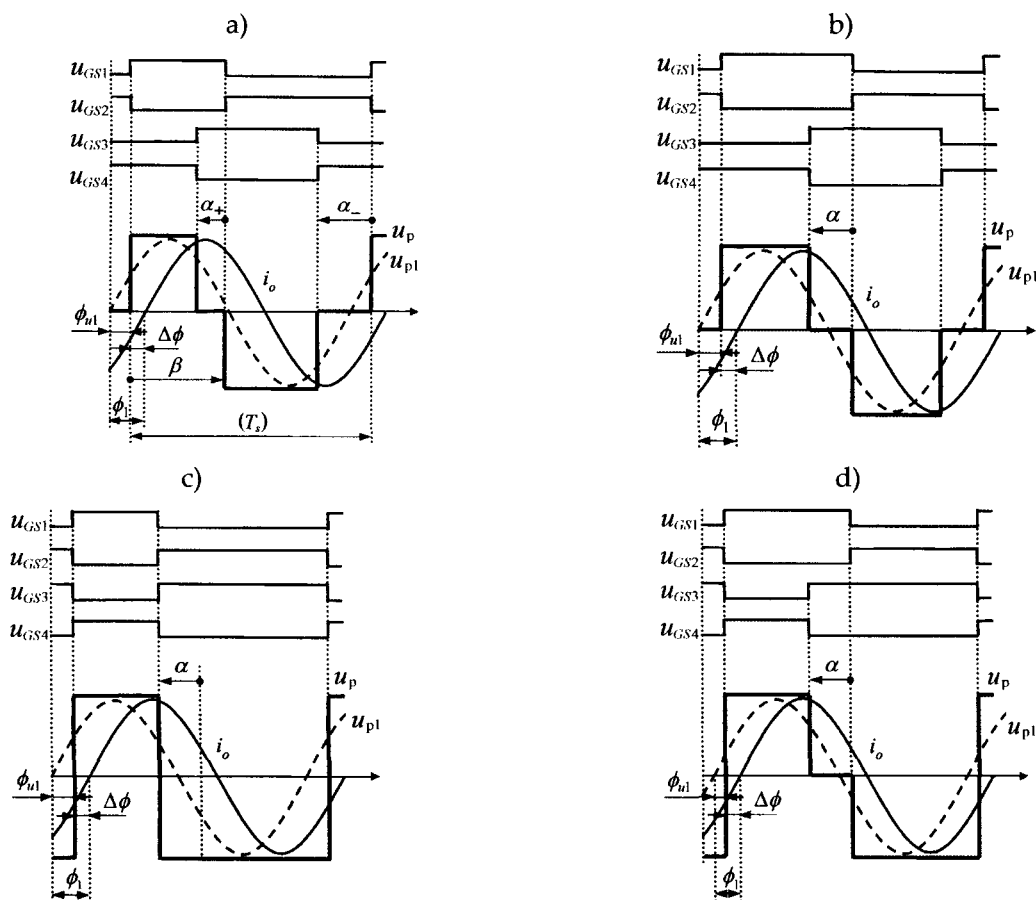 a)
u_GS1
u_GS2
u_GS3
u_GS4
α₊
α₋
u_p
u_p1
i_o
ϕ_u1
Δϕ
β
ϕ_1
(T_s)
b)
u_GS1
u_GS2
u_GS3
u_GS4
α
u_p
u_p1
i_o
ϕ_u1
Δϕ
ϕ_1
c)
u_GS1
u_GS2
u_GS3
u_GS4
α
u_p
u_p1
i_o
ϕ_u1
Δϕ
ϕ_1
d)
u_GS1
u_GS2
u_GS3
u_GS4
α
u_p
u_p1
i_o
ϕ_u1
Δϕ
ϕ_1